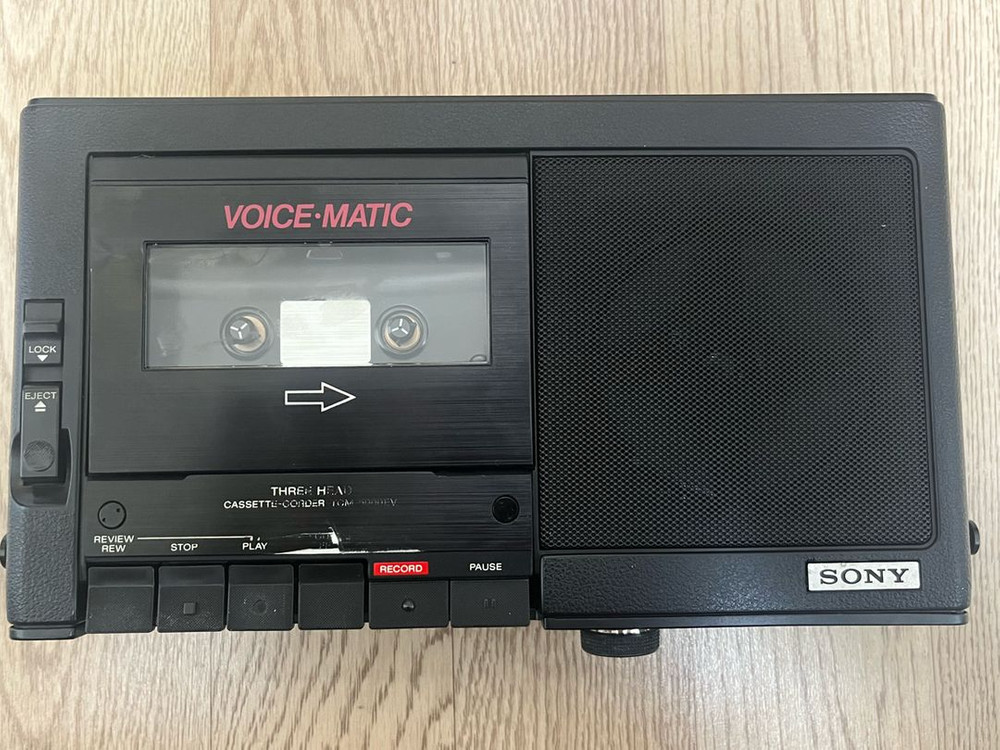 VOICE·MATIC
LOCK
EJECT
THREE HEAD
CASSETTE-CORDER
REVIEW
REW
STOP
PLAY
RECORD
PAUSE
SONY